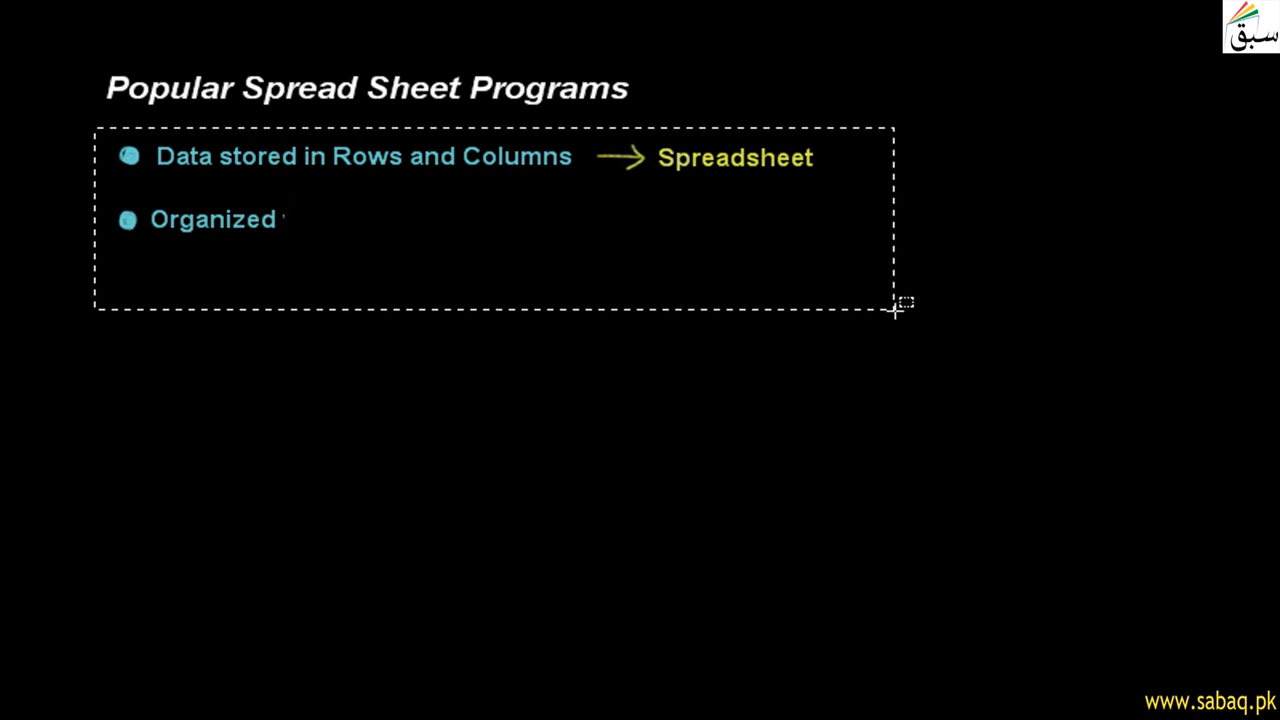 سبق
Popular Spread Sheet Programs
Data stored in Rows and Columns → Spreadsheet
Organized
www.sabaq.pk